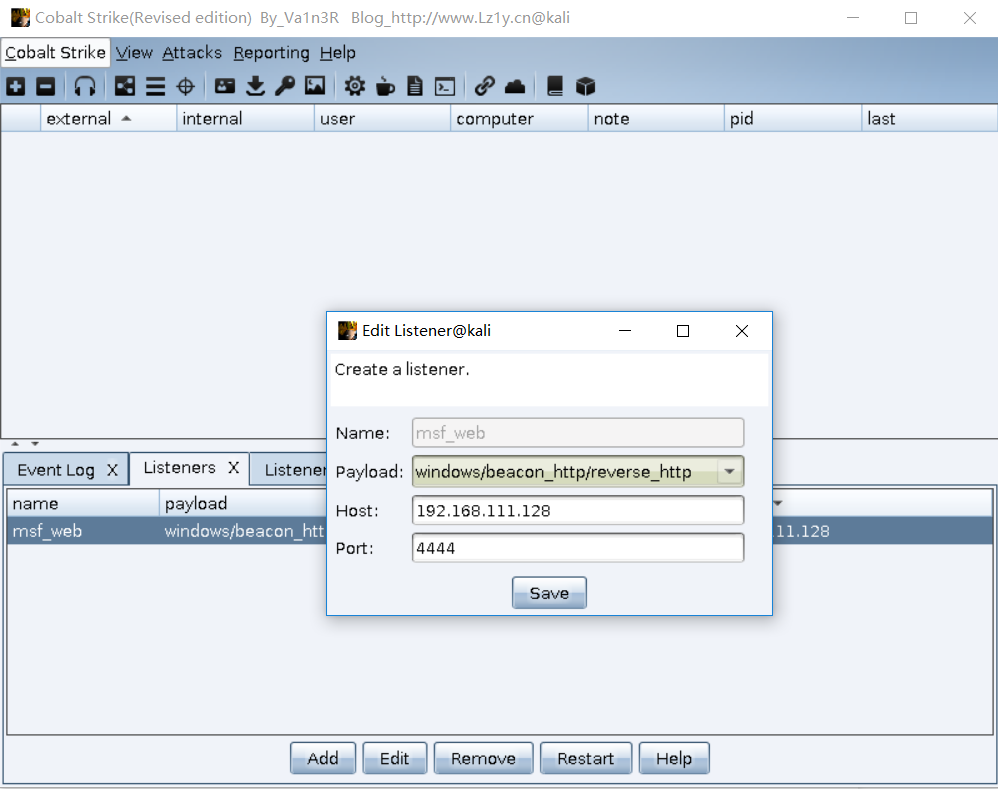 Cobalt Strike(Revised edition) By_Va1n3R Blog_http://www.Lz1y.cn@kali
Cobalt Strike View Attacks Reporting Help
external internal user computer note pid last
Edit Listener@kali
Create a listener.
Name: msf_web
Payload: windows/beacon_http/reverse_http
Host: 192.168.111.128
Port: 4444
Save
Event Log X Listeners X Listener
name payload
msf_web windows/beacon_htt 11.128
Add Edit Remove Restart Help